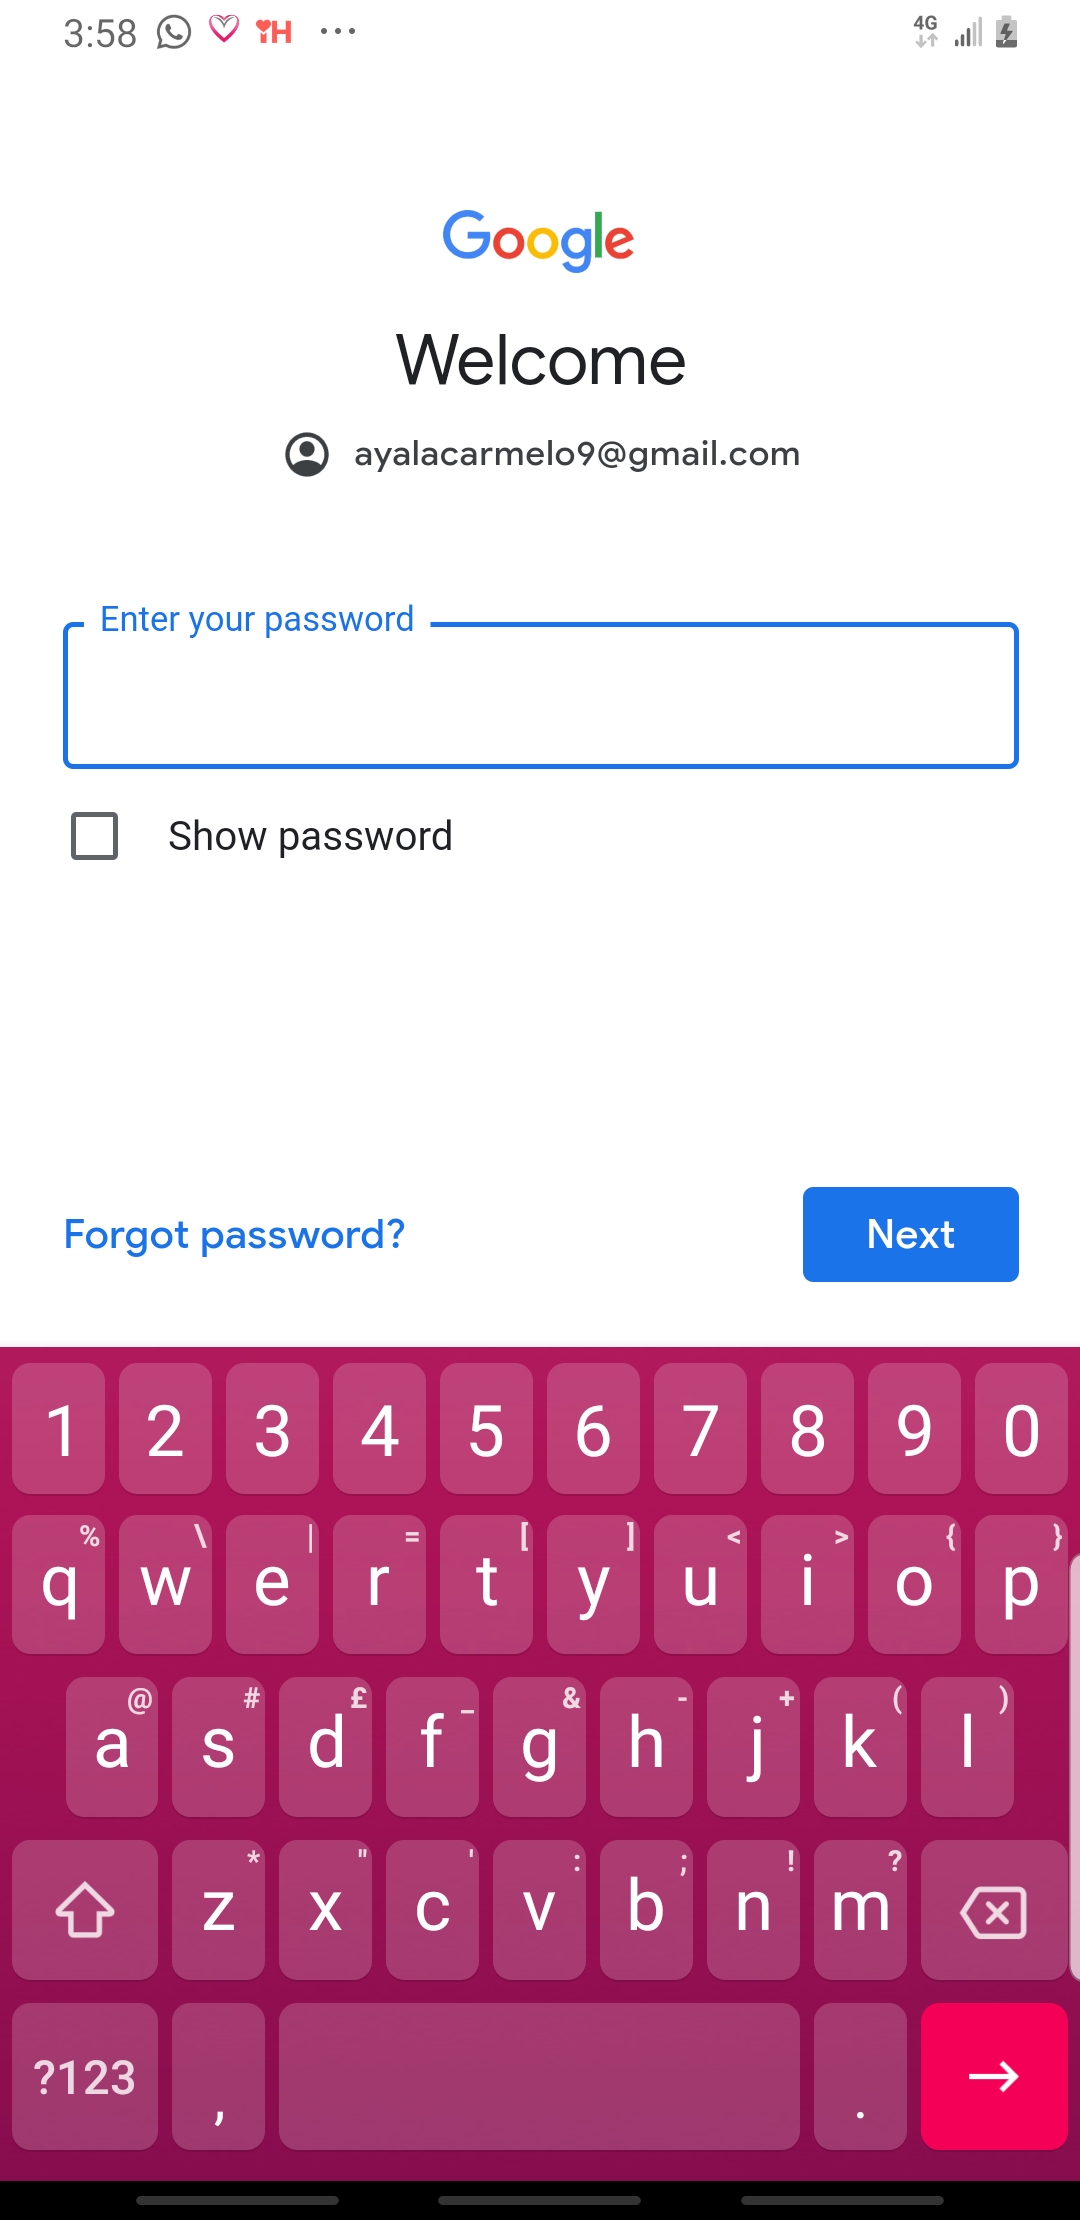 3:58 H ... 4G
Google
Welcome
ayalacarmelo9@gmail.com
Enter your password
Show password
Forgot password? Next
1 2 3 4 5 6 7 8 9 0
% \ | = [ ] < > { }
q w e r t y u i o p
@ # £ _ & - + ( )
a s d f g h j k l
* " ' : ; ! ?
z x c v b n m
?123 , .